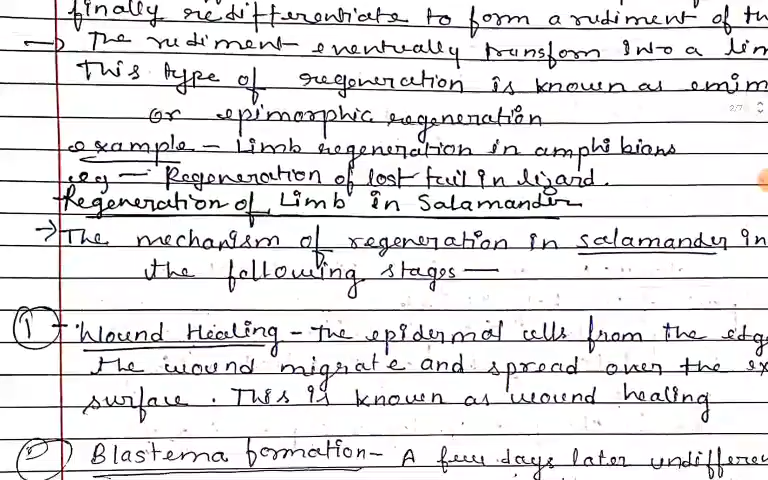 finally redifferentiate to form a rudiment of th
→ The rudiment eventually transform into a lim
This type of regeneration is known as
or epimorphic regeneration
example - Limb regeneration in amphibians
eg - Regeneration of lost tail in lizard.
Regeneration of Limb in Salamander
→ The mechanism of regeneration in salamander in
the following stages —
① Wound Healing - The epidermal cells from the edg
the wound migrate and spread over the ex
surface. This is known as wound healing
② Blastema formation - A few days later undifferen